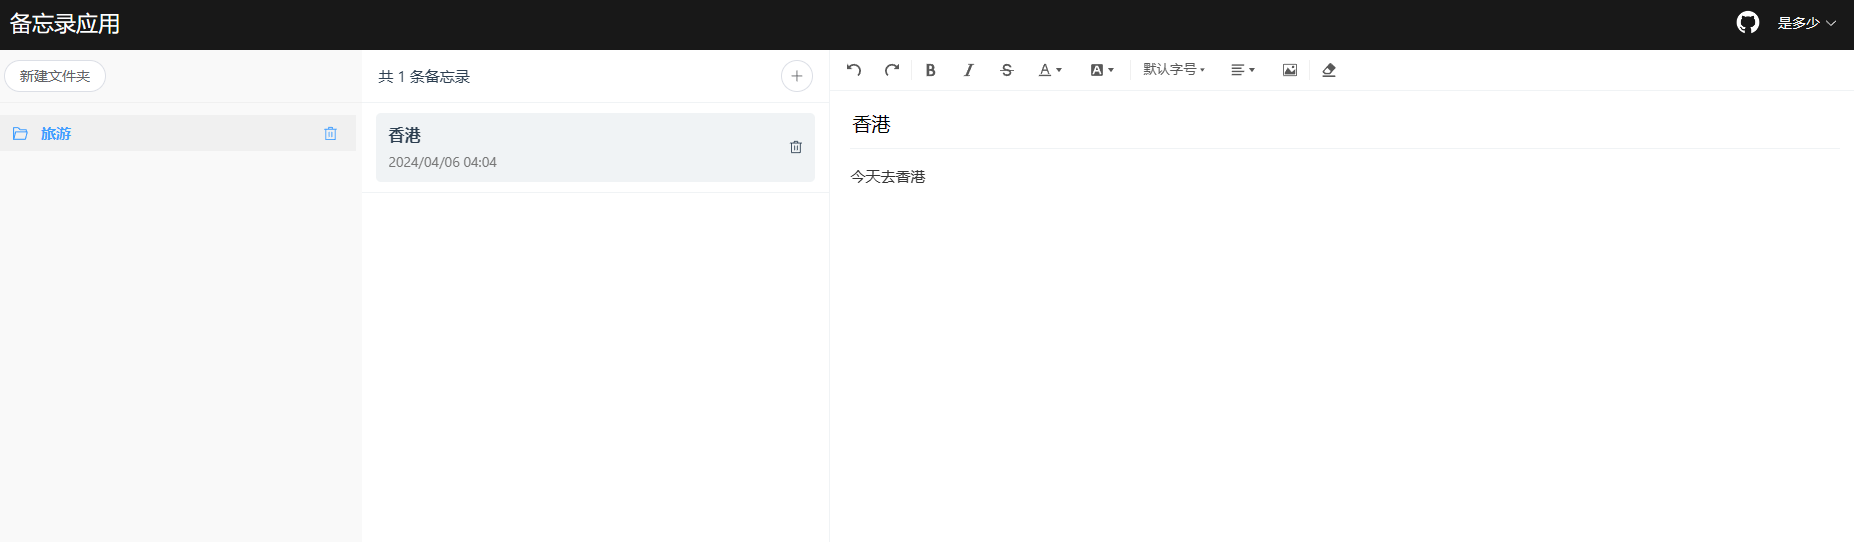 备忘录应用
是多少
新建文件夹
旅游
共 1 条备忘录
香港
2024/04/06 04:04
B I S A A 默认字号
香港
今天去香港